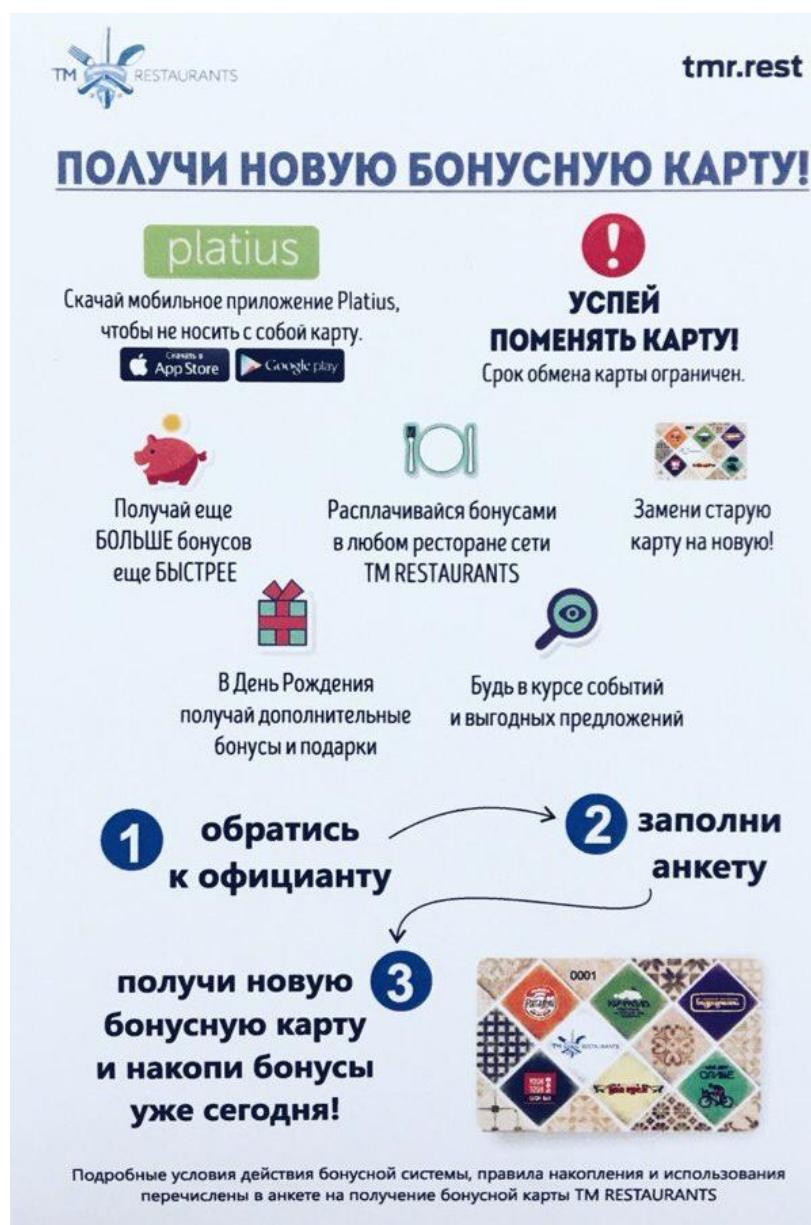 TM RESTAURANTS
tmr.rest
ПОЛУЧИ НОВУЮ БОНУСНУЮ КАРТУ!
platius
Скачай мобильное приложение Platius,
чтобы не носить с собой карту.
Скачать в
App Store
Google play
УСПЕЙ
ПОМЕНЯТЬ КАРТУ!
Срок обмена карты ограничен.
Получай еще
БОЛЬШЕ бонусов
еще БЫСТРЕЕ
Расплачивайся бонусами
в любом ресторане сети
TM RESTAURANTS
Замени старую
карту на новую!
В День Рождения
получай дополнительные
бонусы и подарки
Будь в курсе событий
и выгодных предложений
1
обратись
к официанту
2
заполни
анкету
3
получи новую
бонусную карту
и накопи бонусы
уже сегодня!
0001
TM RESTAURANTS
Подробные условия действия бонусной системы, правила накопления и использования
перечислены в анкете на получение бонусной карты TM RESTAURANTS